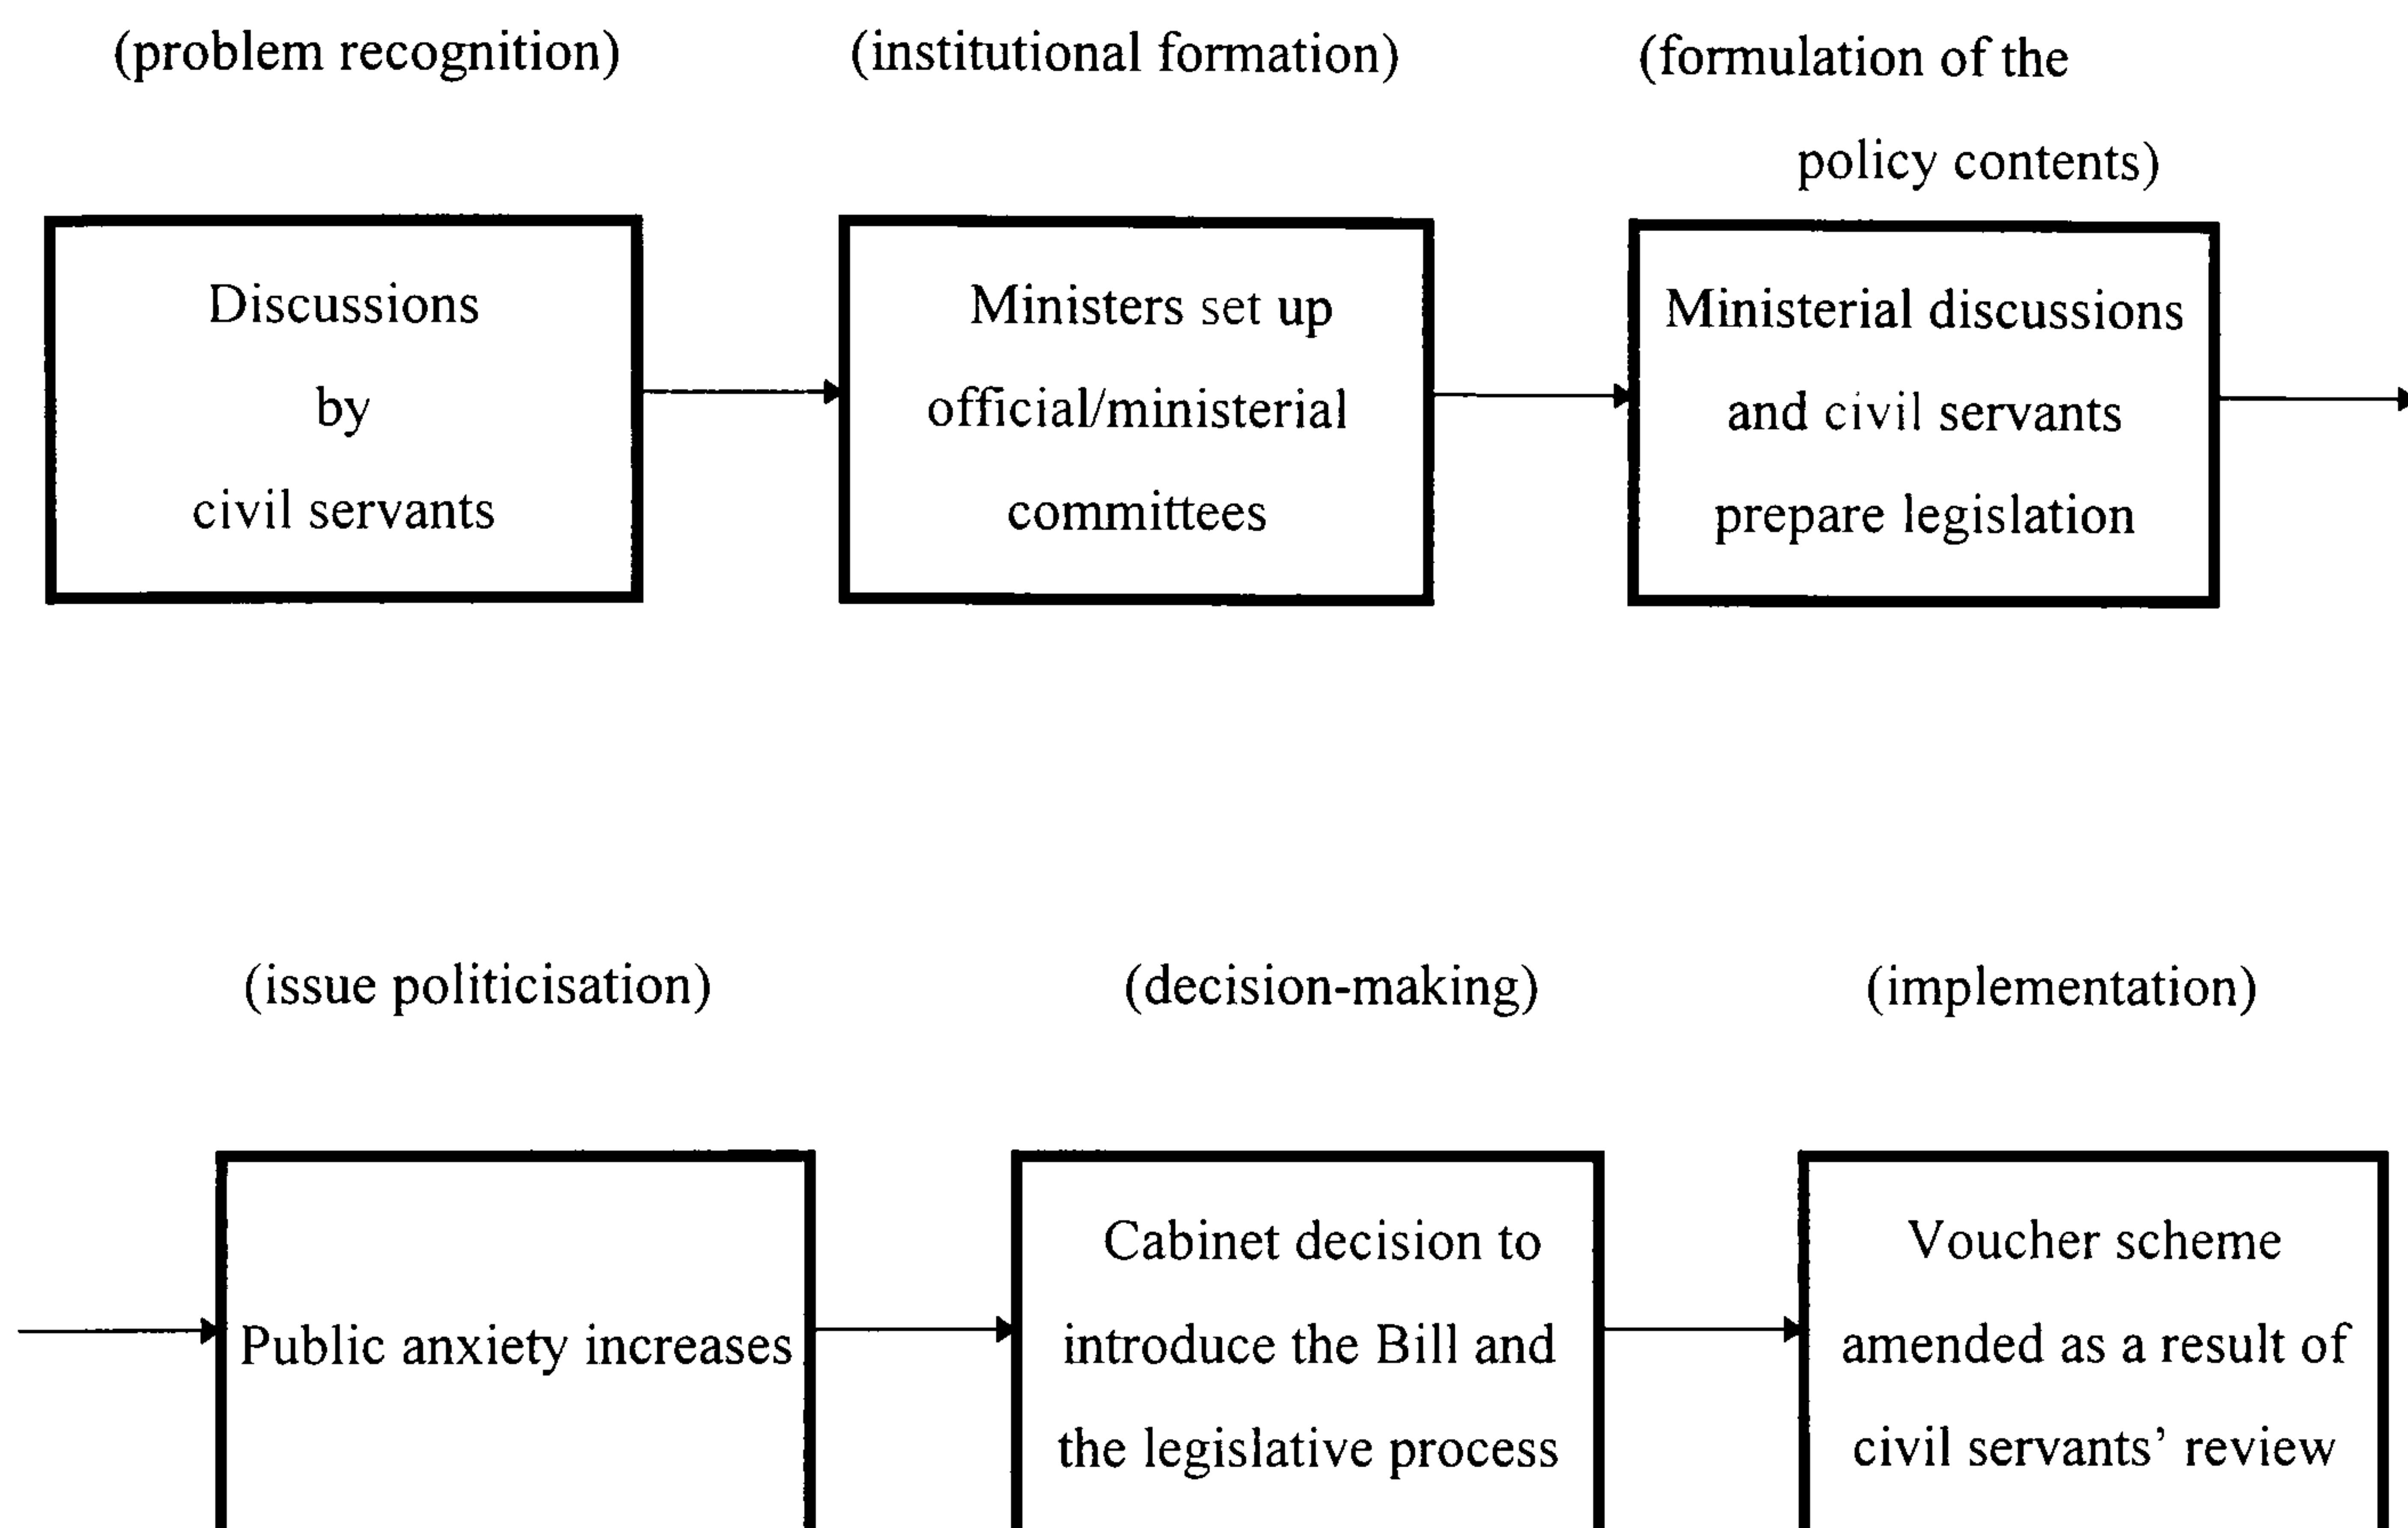 (problem recognition)
(institutional formation)
(formulation of the
policy contents)
Discussions
by
civil servants
Ministers set up
official/ministerial
committees
Ministerial discussions
and civil servants
prepare legislation
(issue politicisation)
(decision-making)
(implementation)
Public anxiety increases
Cabinet decision to
introduce the Bill and
the legislative process
Voucher scheme
amended as a result of
civil servants’ review